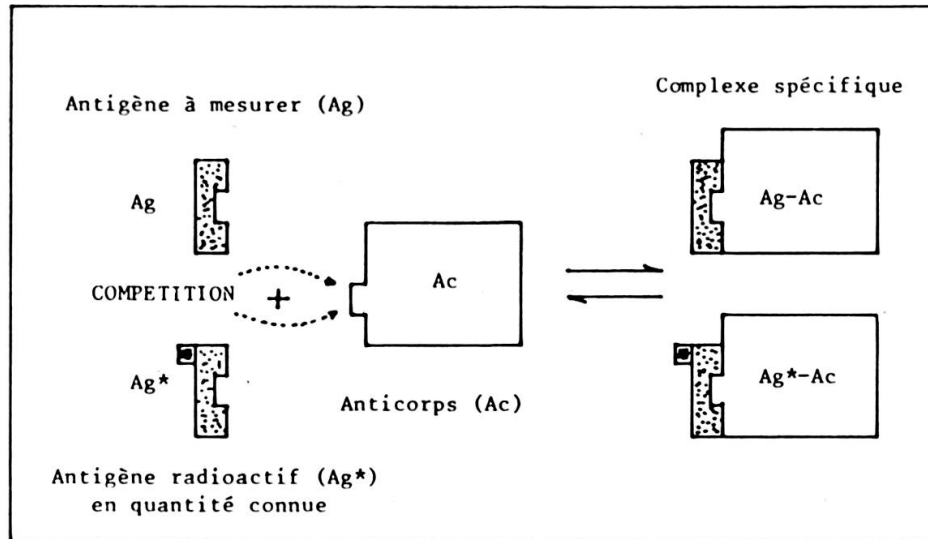 Antigène à mesurer (Ag)
Complexe spécifique
Ag
Ag-Ac
COMPETITION
+
Ac
Ag*
Ag*-Ac
Anticorps (Ac)
Antigène radioactif (Ag*)
en quantité connue